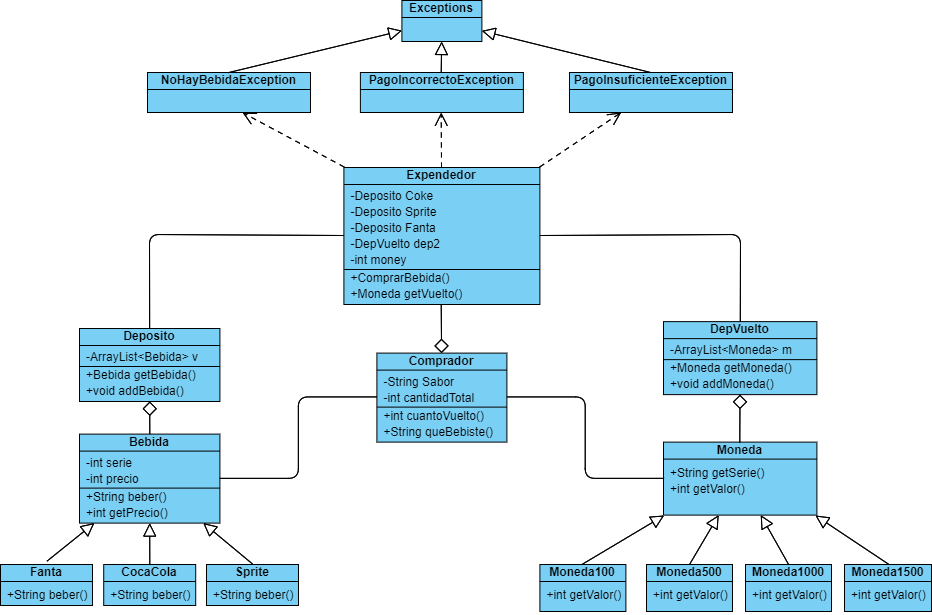 Exceptions
NoHayBebidaException
PagoIncorrectoException
PagoInsuficienteException
Expendedor
-Deposito Coke
-Deposito Sprite
-Deposito Fanta
-DepVuelto dep2
-int money
+ComprarBebida()
+Moneda getVuelto()
Deposito
-ArrayList<Bebida> v
+Bebida getBebida()
+void addBebida()
DepVuelto
-ArrayList<Moneda> m
+Moneda getMoneda()
+void addMoneda()
Comprador
-String Sabor
-int cantidadTotal
+int cuantoVuelto()
+String queBebiste()
Bebida
-int serie
-int precio
+String beber()
+int getPrecio()
Moneda
+String getSerie()
+int getValor()
Fanta
+String beber()
CocaCola
+String beber()
Sprite
+String beber()
Moneda100
+int getValor()
Moneda500
+int getValor()
Moneda1000
+int getValor()
Moneda1500
+int getValor()